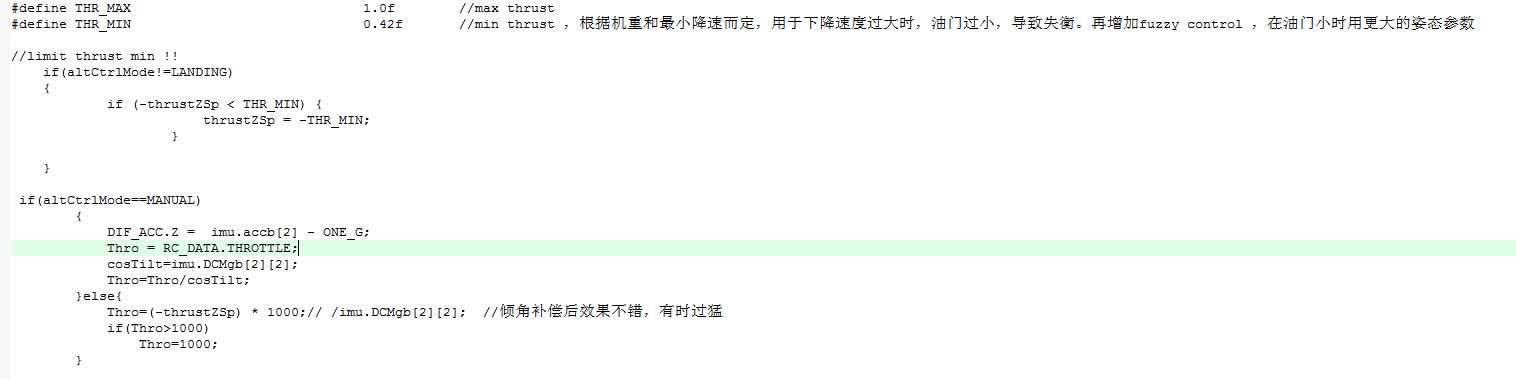 #define THR_MAX 1.0f //max thrust
#define THR_MIN 0.42f //min thrust ，根据机重和最小降速而定，用于下降速度过大时，油门过小，导致失衡。再增加fuzzy control ，在油门小时用更大的姿态参数
//limit thrust min !!
if(altCtrlMode!=LANDING)
{
if (-thrustZSp < THR_MIN) {
thrustZSp = -THR_MIN;
}
}
if(altCtrlMode==MANUAL)
{
DIF_ACC.Z = imu.accb[2] - ONE_G;
Thro = RC_DATA.THROTTLE;
cosTilt=imu.DCMgb[2][2];
Thro=Thro/cosTilt;
}else{
Thro=(-thrustZSp) * 1000;// /imu.DCMgb[2][2]; //倾角补偿后效果不错，有时过猛
if(Thro>1000)
Thro=1000;
}